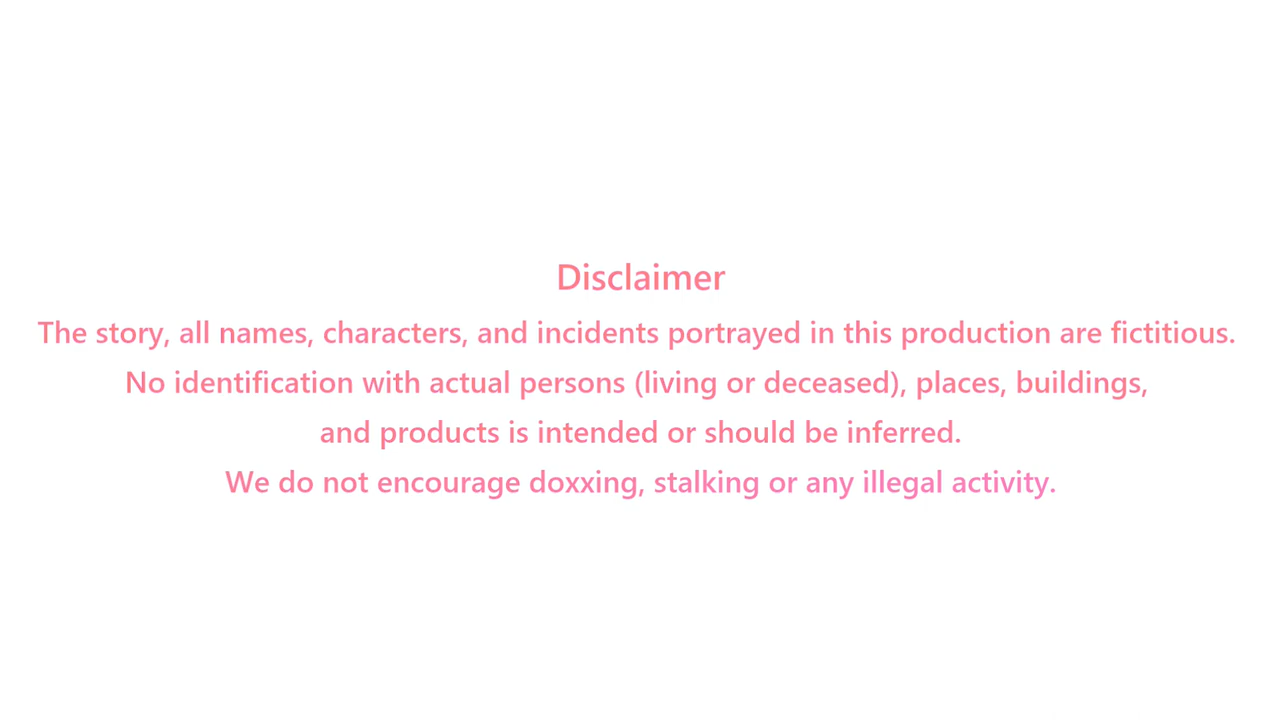 Disclaimer
The story, all names, characters, and incidents portrayed in this production are fictitious.
No identification with actual persons (living or deceased), places, buildings,
and products is intended or should be inferred.
We do not encourage doxxing, stalking or any illegal activity.